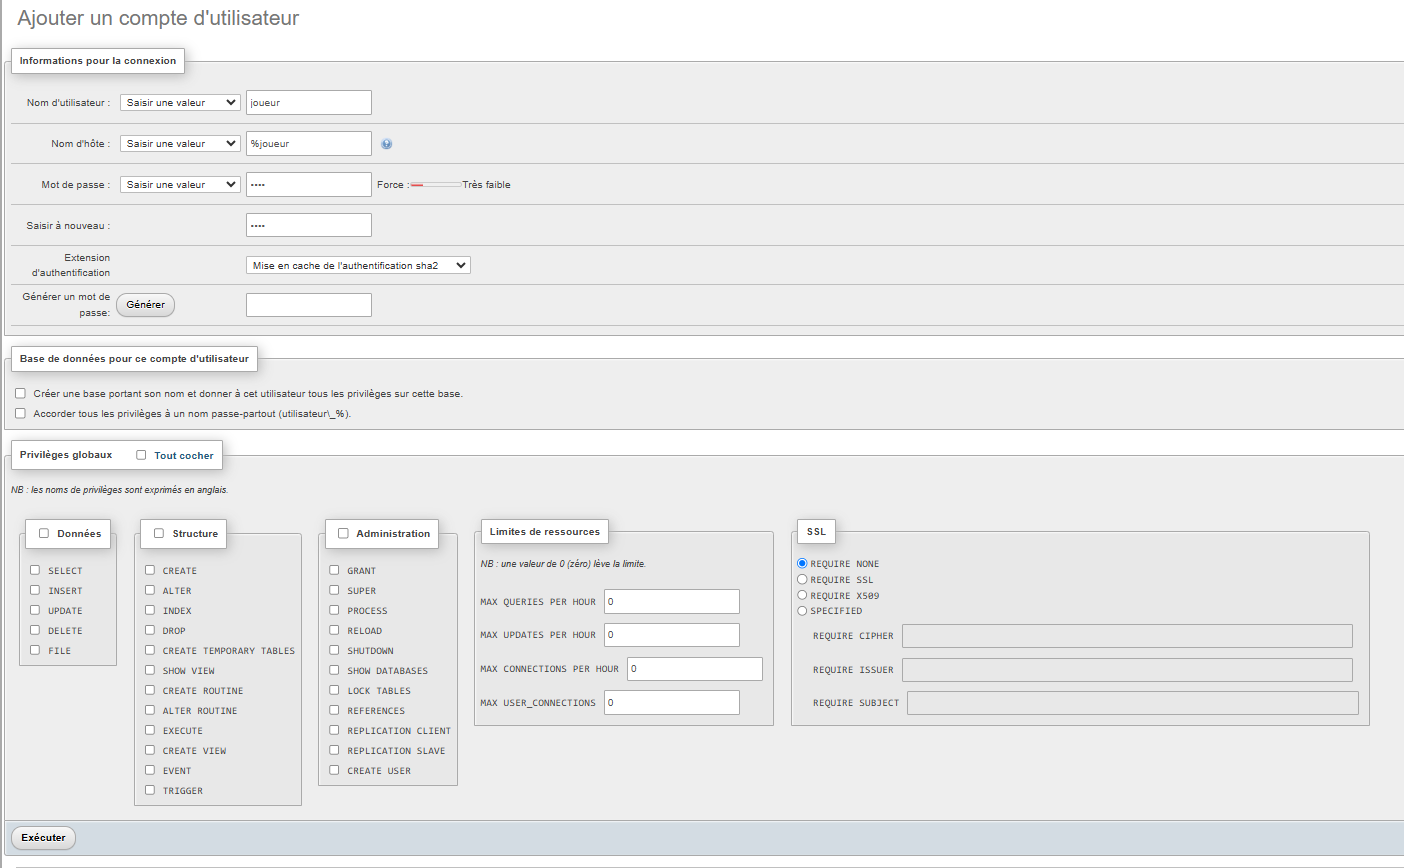 Ajouter un compte d'utilisateur
Informations pour la connexion
Nom d'utilisateur : Saisir une valeur joueur
Nom d'hôte : Saisir une valeur %joueur
Mot de passe : Saisir une valeur •••• Force : Très faible
Saisir à nouveau : ••••
Extension
d'authentification
Mise en cache de l'authentification sha2
Générer un mot de
passe:
Générer
Base de données pour ce compte d'utilisateur
Créer une base portant son nom et donner à cet utilisateur tous les privilèges sur cette base.
Accorder tous les privilèges à un nom passe-partout (utilisateur\_%).
Privilèges globaux Tout cocher
NB : les noms de privilèges sont exprimés en anglais.
Données
SELECT
INSERT
UPDATE
DELETE
FILE
Structure
CREATE
ALTER
INDEX
DROP
CREATE TEMPORARY TABLES
SHOW VIEW
CREATE ROUTINE
ALTER ROUTINE
EXECUTE
CREATE VIEW
EVENT
TRIGGER
Administration
GRANT
SUPER
PROCESS
RELOAD
SHUTDOWN
SHOW DATABASES
LOCK TABLES
REFERENCES
REPLICATION CLIENT
REPLICATION SLAVE
CREATE USER
Limites de ressources
NB : une valeur de 0 (zéro) lève la limite.
MAX QUERIES PER HOUR 0
MAX UPDATES PER HOUR 0
MAX CONNECTIONS PER HOUR 0
MAX USER_CONNECTIONS 0
SSL
REQUIRE NONE
REQUIRE SSL
REQUIRE X509
SPECIFIED
REQUIRE CIPHER
REQUIRE ISSUER
REQUIRE SUBJECT
Exécuter